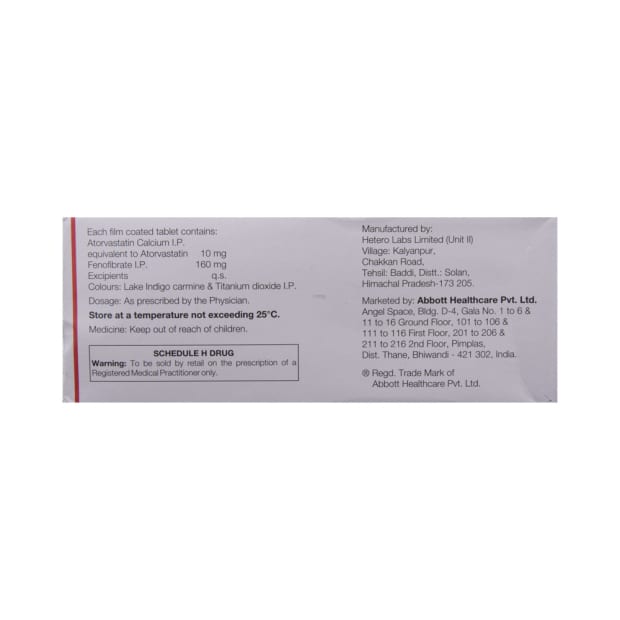 Each film coated tablet contains:
Atorvastatin Calcium I.P.
equivalent to Atorvastatin 10 mg
Fenofibrate I.P. 160 mg
Excipients q.s.
Colours: Lake Indigo carmine & Titanium dioxide I.P.
Dosage: As prescribed by the Physician.
Store at a temperature not exceeding 25°C.
Medicine: Keep out of reach of children.
SCHEDULE H DRUG
Warning: To be sold by retail on the prescription of a
Registered Medical Practitioner only.
Manufactured by:
Hetero Labs Limited (Unit II)
Village: Kalyanpur,
Chakkan Road,
Tehsil: Baddi, Distt.: Solan,
Himachal Pradesh-173 205.
Marketed by: Abbott Healthcare Pvt. Ltd.
Angel Space, Bldg. D-4, Gala No. 1 to 6 &
11 to 16 Ground Floor, 101 to 106 &
111 to 116 First Floor, 201 to 206 &
211 to 216 2nd Floor, Pimplas,
Dist. Thane, Bhiwandi - 421 302, India.
® Regd. Trade Mark of
Abbott Healthcare Pvt. Ltd.